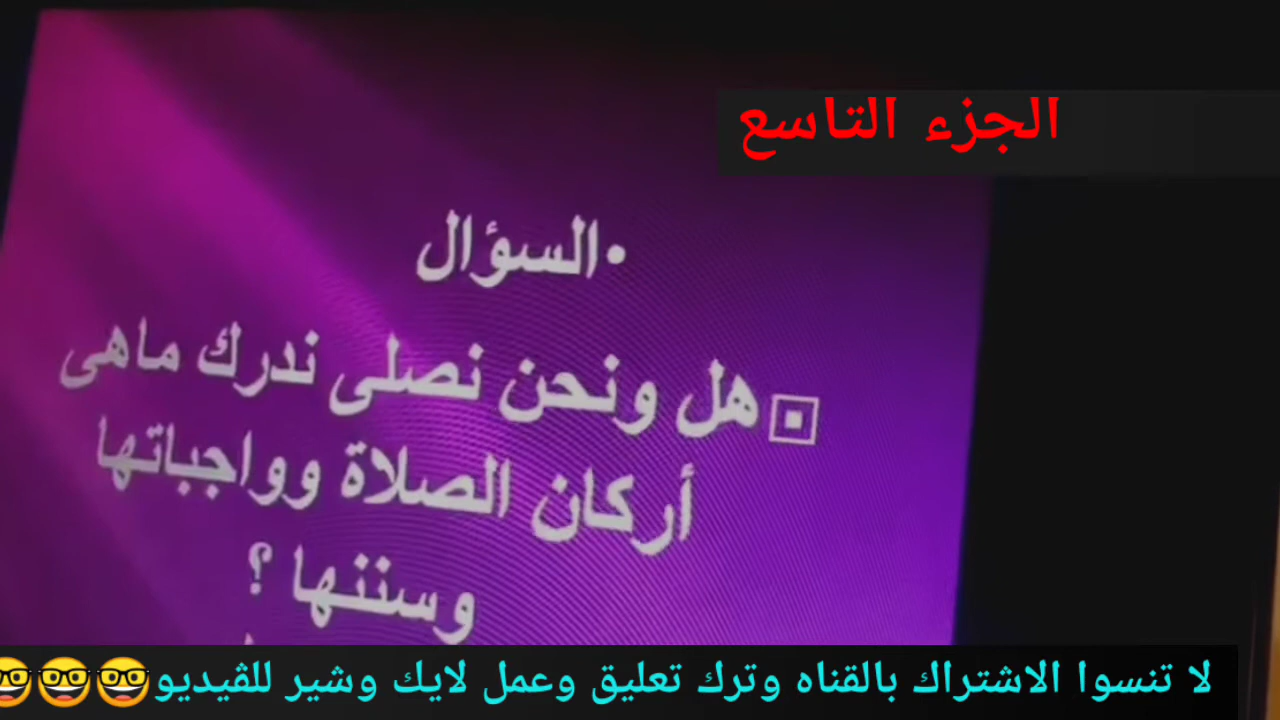 الجزء التاسع
•السؤال
هل ونحن نصلى ندرك ماهى
أركان الصلاة وواجباتها
وسننها ؟
لا تنسوا الاشتراك بالقناه وترك تعليق وعمل لايك وشير للڤيديو🤓🤓🤓